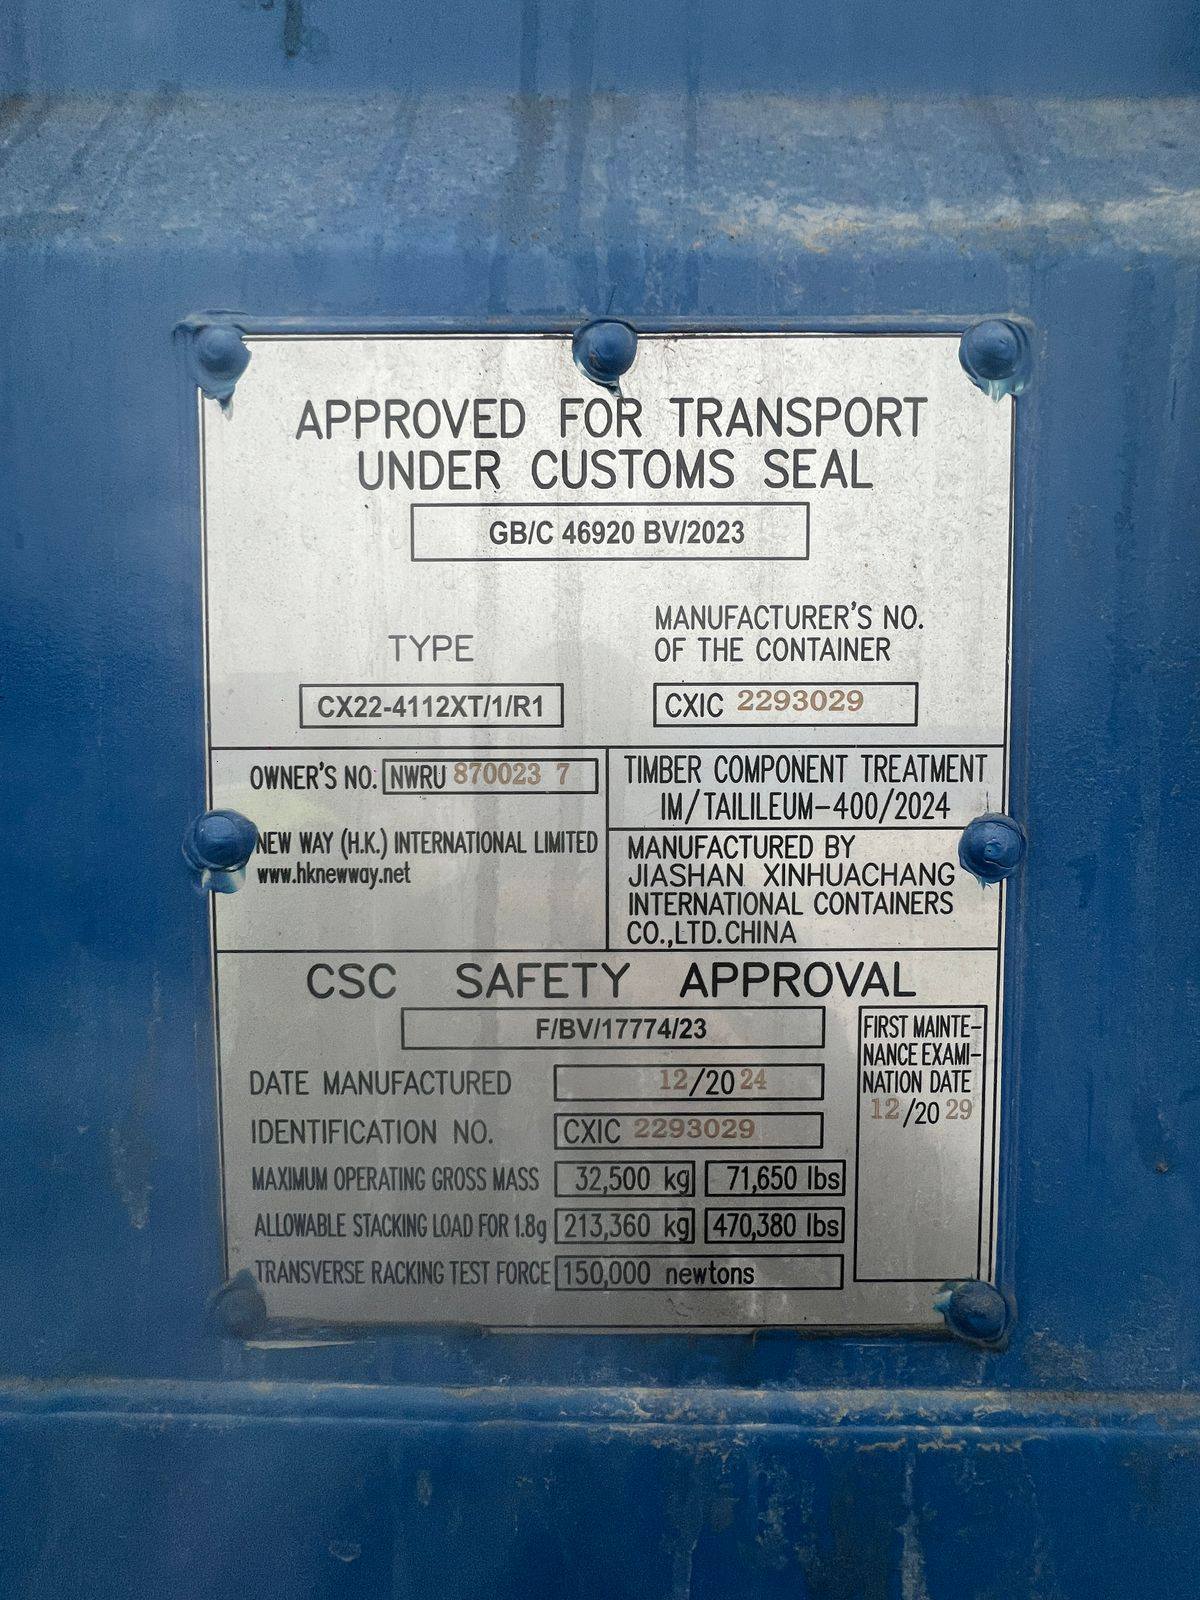 APPROVED FOR TRANSPORT
UNDER CUSTOMS SEAL
GB/C 46920 BV/2023
TYPE
CX22-4112XT/1/R1
MANUFACTURER'S NO.
OF THE CONTAINER
CXIC 2293029
OWNER'S NO: NWRU 870023 7
NEW WAY (H.K.) INTERNATIONAL LIMITED
www.hknewway.net
TIMBER COMPONENT TREATMENT
IM/TAILILEUM-400/2024
MANUFACTURED BY
JIASHAN XINHUACHANG
INTERNATIONAL CONTAINERS
CO.,LTD.CHINA
CSC SAFETY APPROVAL
F/BV/17774/23
DATE MANUFACTURED 12/20 24
IDENTIFICATION NO. CXIC 2293029
MAXIMUM OPERATING GROSS MASS 32,500 kg 71,650 lbs
ALLOWABLE STACKING LOAD FOR 1.8g 213,360 kg 470,380 lbs
TRANSVERSE RACKING TEST FORCE 150,000 newtons
FIRST MAINTE-
NANCE EXAMI-
NATION DATE
12/20 29